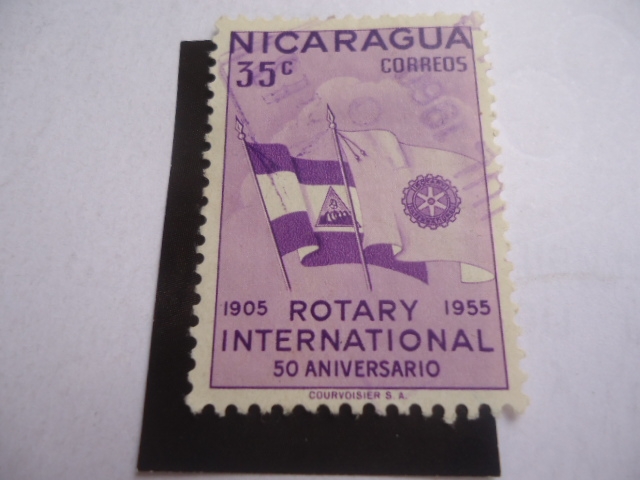 NICARAGUA
35c CORREOS
1905 ROTARY 1955
INTERNATIONAL
50 ANIVERSARIO
COURVOISIER S. A.